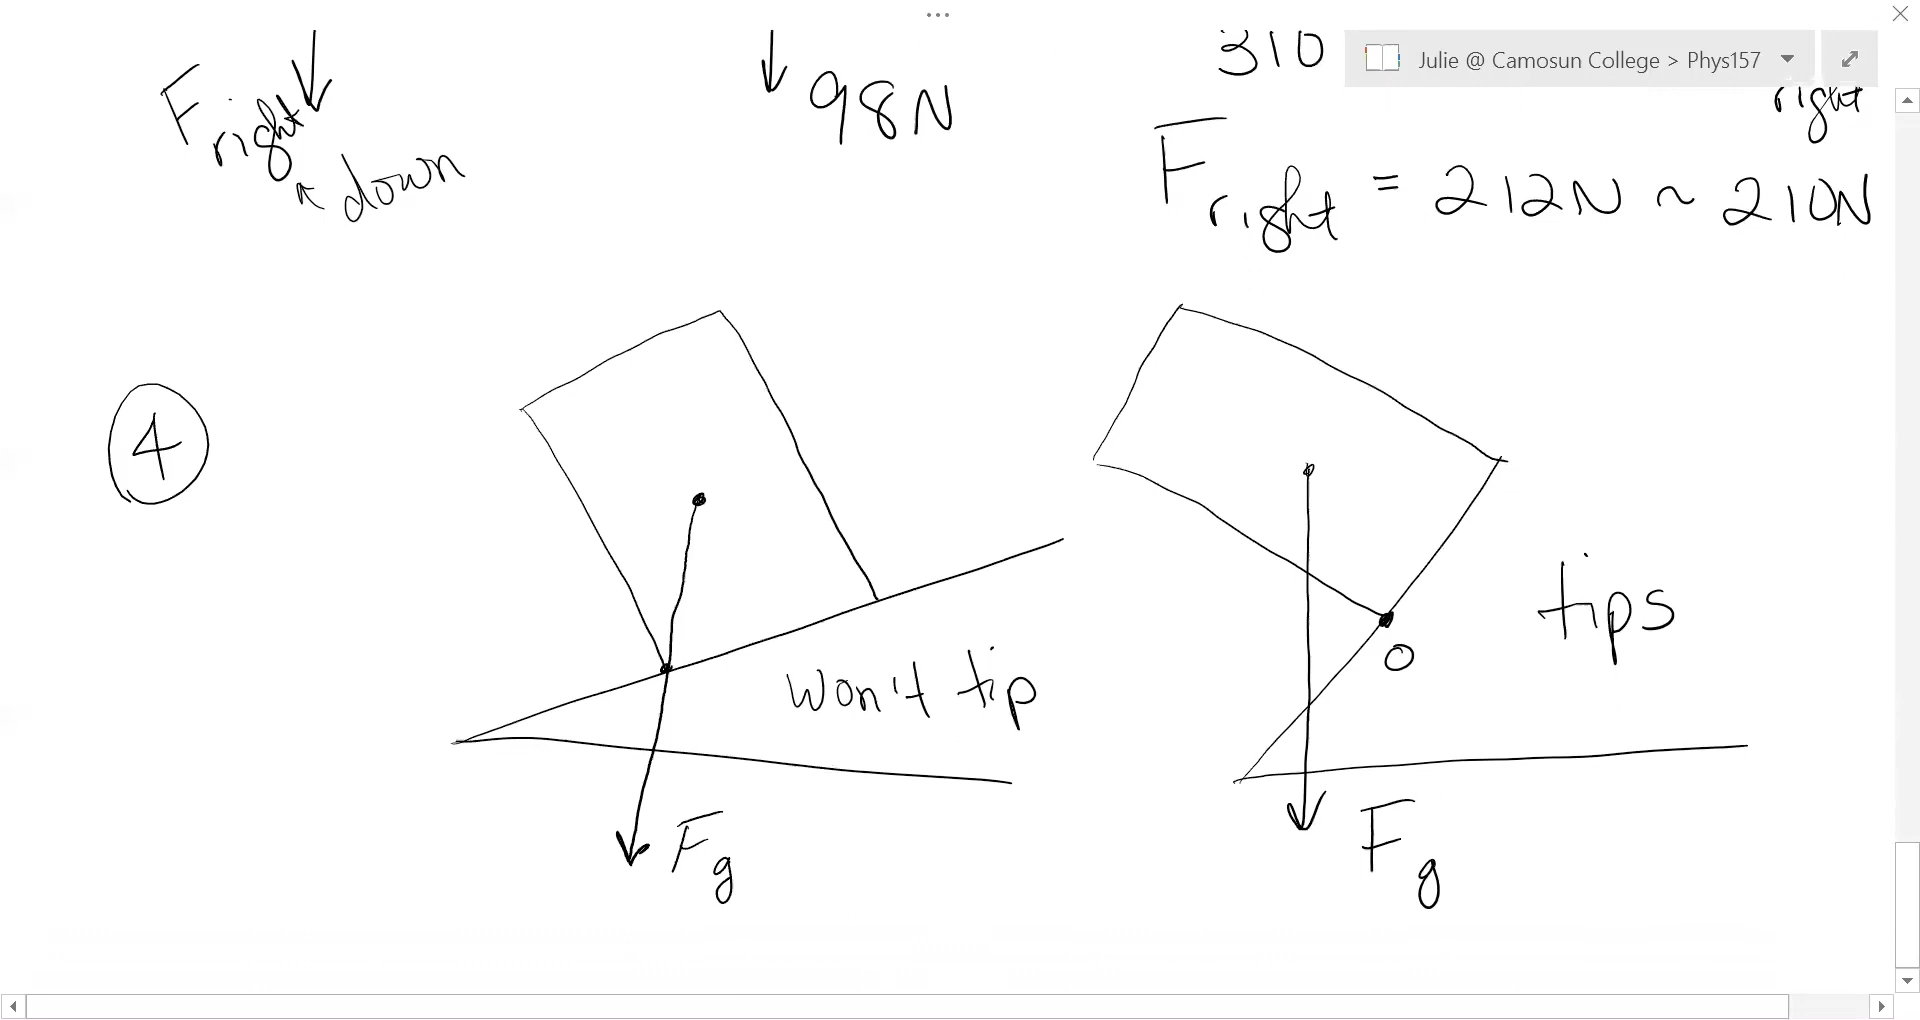 ...
310
Julie @ Camosun College > Phys157
F right
down
98N
right
F right = 212N ~ 210N
4
won't tip
tips
O
Fg
Fg